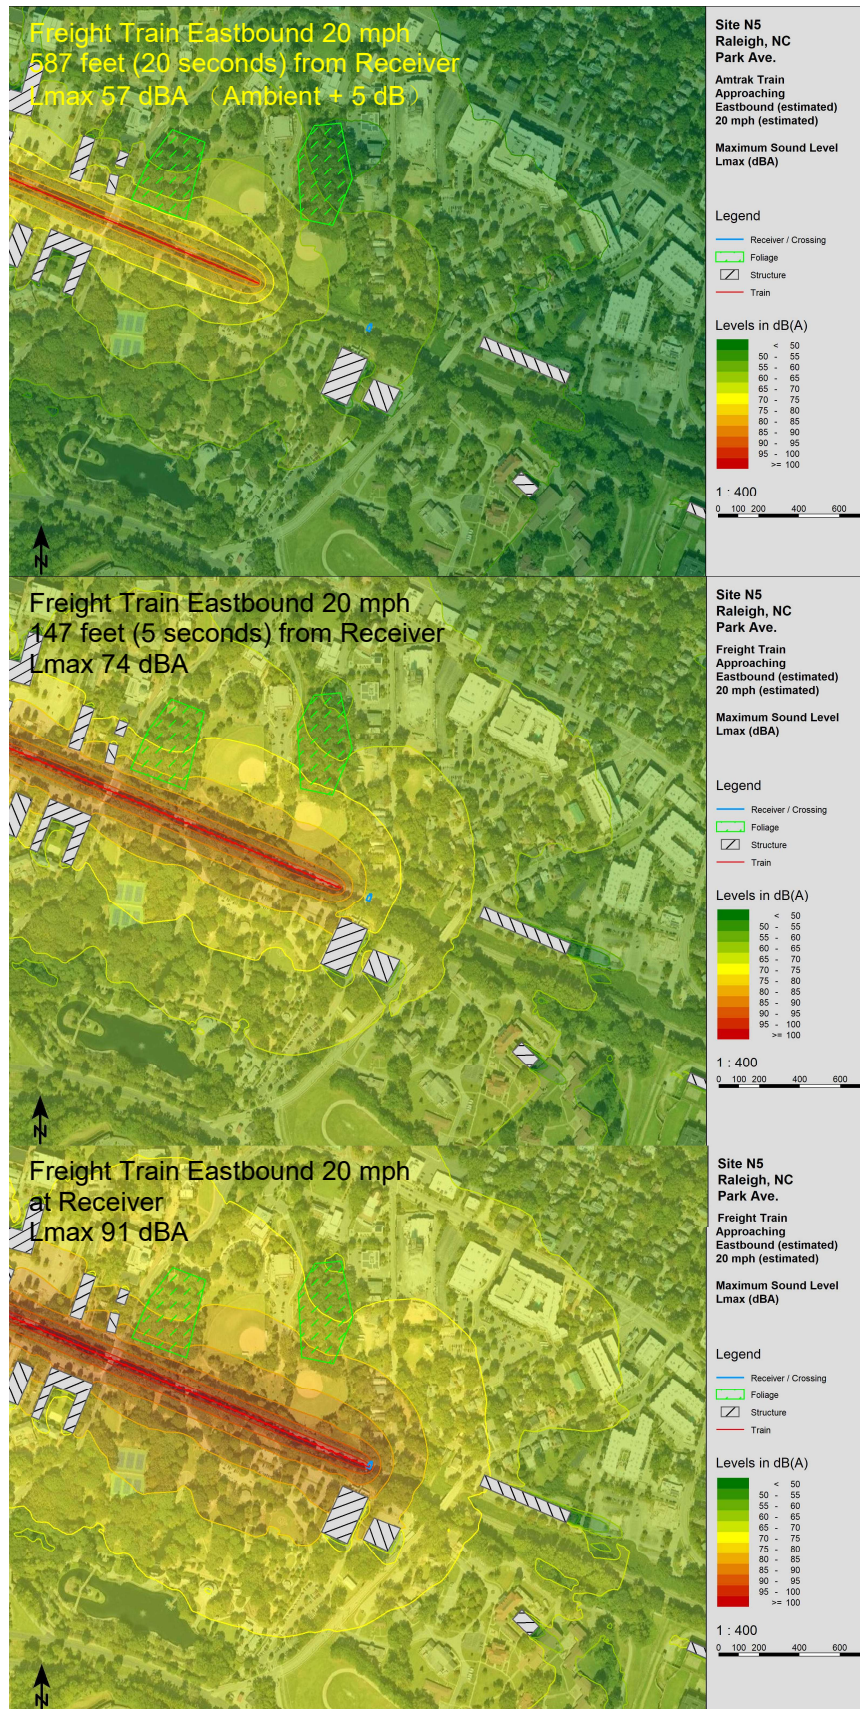 Freight Train Eastbound 20 mph
587 feet (20 seconds) from Receiver
Lmax 57 dBA （Ambient + 5 dB）
Site N5
Raleigh, NC
Park Ave.
Amtrak Train
Approaching
Eastbound (estimated)
20 mph (estimated)
Maximum Sound Level
Lmax (dBA)
Legend
Receiver / Crossing
Foliage
Structure
Train
Levels in dB(A)
< 50
50 - 55
55 - 60
60 - 65
65 - 70
70 - 75
75 - 80
80 - 85
85 - 90
90 - 95
95 - 100
>= 100
1 : 400
0 100 200 400 600
N
Freight Train Eastbound 20 mph
147 feet (5 seconds) from Receiver
Lmax 74 dBA
Site N5
Raleigh, NC
Park Ave.
Freight Train
Approaching
Eastbound (estimated)
20 mph (estimated)
Maximum Sound Level
Lmax (dBA)
Legend
Receiver / Crossing
Foliage
Structure
Train
Levels in dB(A)
< 50
50 - 55
55 - 60
60 - 65
65 - 70
70 - 75
75 - 80
80 - 85
85 - 90
90 - 95
95 - 100
>= 100
1 : 400
0 100 200 400 600
N
Freight Train Eastbound 20 mph
at Receiver
Lmax 91 dBA
Site N5
Raleigh, NC
Park Ave.
Freight Train
Approaching
Eastbound (estimated)
20 mph (estimated)
Maximum Sound Level
Lmax (dBA)
Legend
Receiver / Crossing
Foliage
Structure
Train
Levels in dB(A)
< 50
50 - 55
55 - 60
60 - 65
65 - 70
70 - 75
75 - 80
80 - 85
85 - 90
90 - 95
95 - 100
>= 100
1 : 400
0 100 200 400 600
N